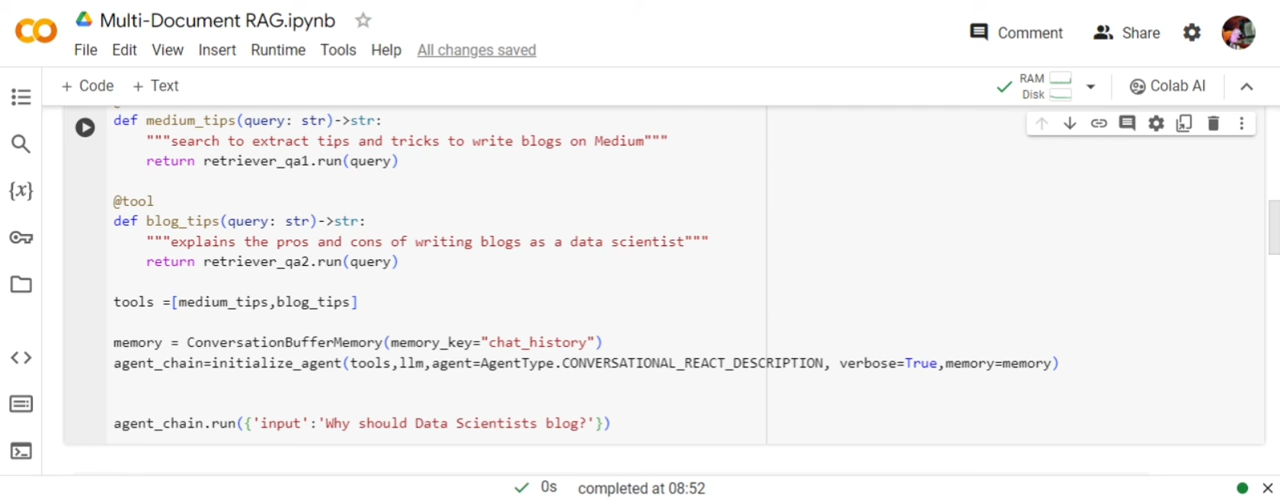 Multi-Document RAG.ipynb
File Edit View Insert Runtime Tools Help All changes saved
Comment Share
+ Code + Text
RAM
Disk
Colab AI
def medium_tips(query: str)->str:
"""search to extract tips and tricks to write blogs on Medium"""
return retriever_qa1.run(query)
@tool
def blog_tips(query: str)->str:
"""explains the pros and cons of writing blogs as a data scientist"""
return retriever_qa2.run(query)
tools =[medium_tips,blog_tips]
memory = ConversationBufferMemory(memory_key="chat_history")
agent_chain=initialize_agent(tools,llm,agent=AgentType.CONVERSATIONAL_REACT_DESCRIPTION, verbose=True,memory=memory)
agent_chain.run({'input':'Why should Data Scientists blog?'})
0s completed at 08:52